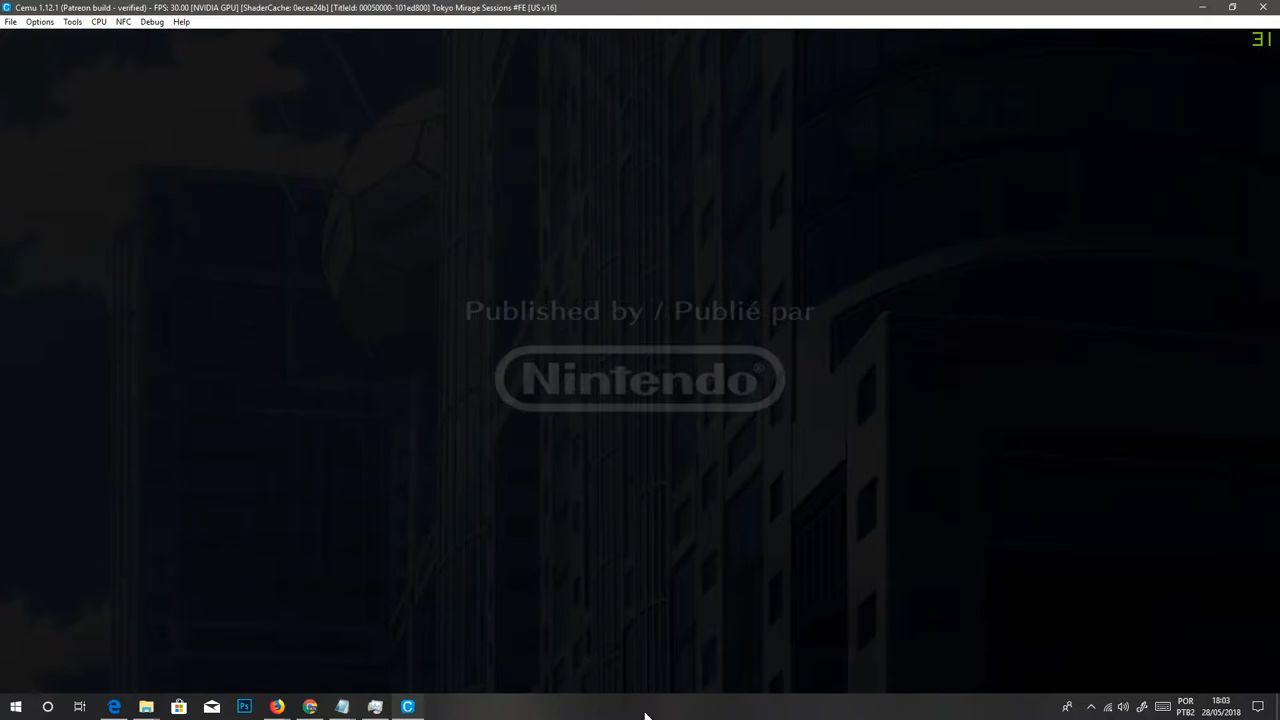 Cemu 1.12.1 (Patreon build - verified) - FPS: 30.00 [NVIDIA GPU] [ShaderCache: 0ecea24b] [TitleId: 00050000-101ed800] Tokyo Mirage Sessions #FE [US v16]
File Options Tools CPU NFC Debug Help
31
Published by / Publié par
Nintendo®
Ps
C
POR
PTB2
18:03
28/05/2018